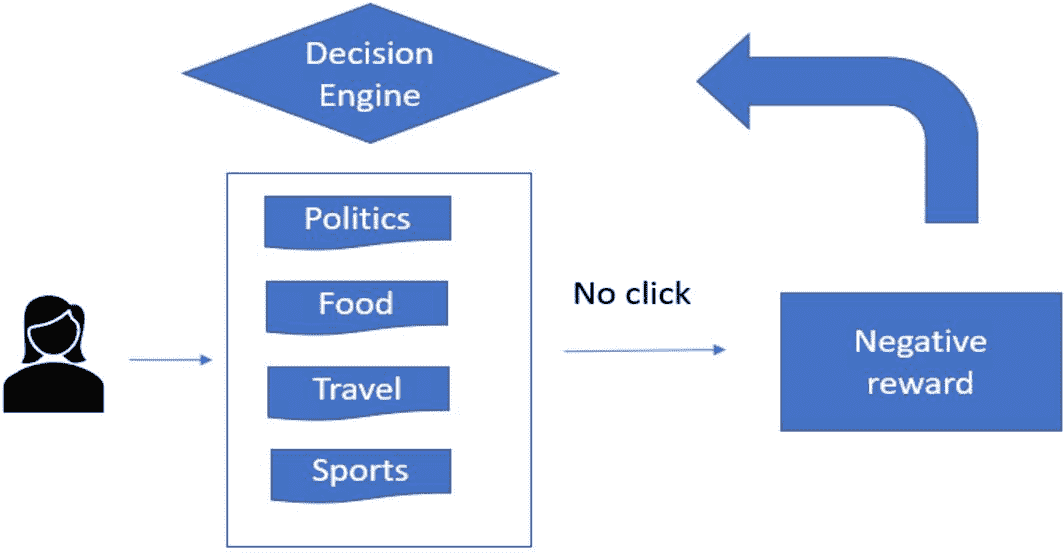 Decision
Engine
Politics
Food
Travel
Sports
No click
Negative
reward